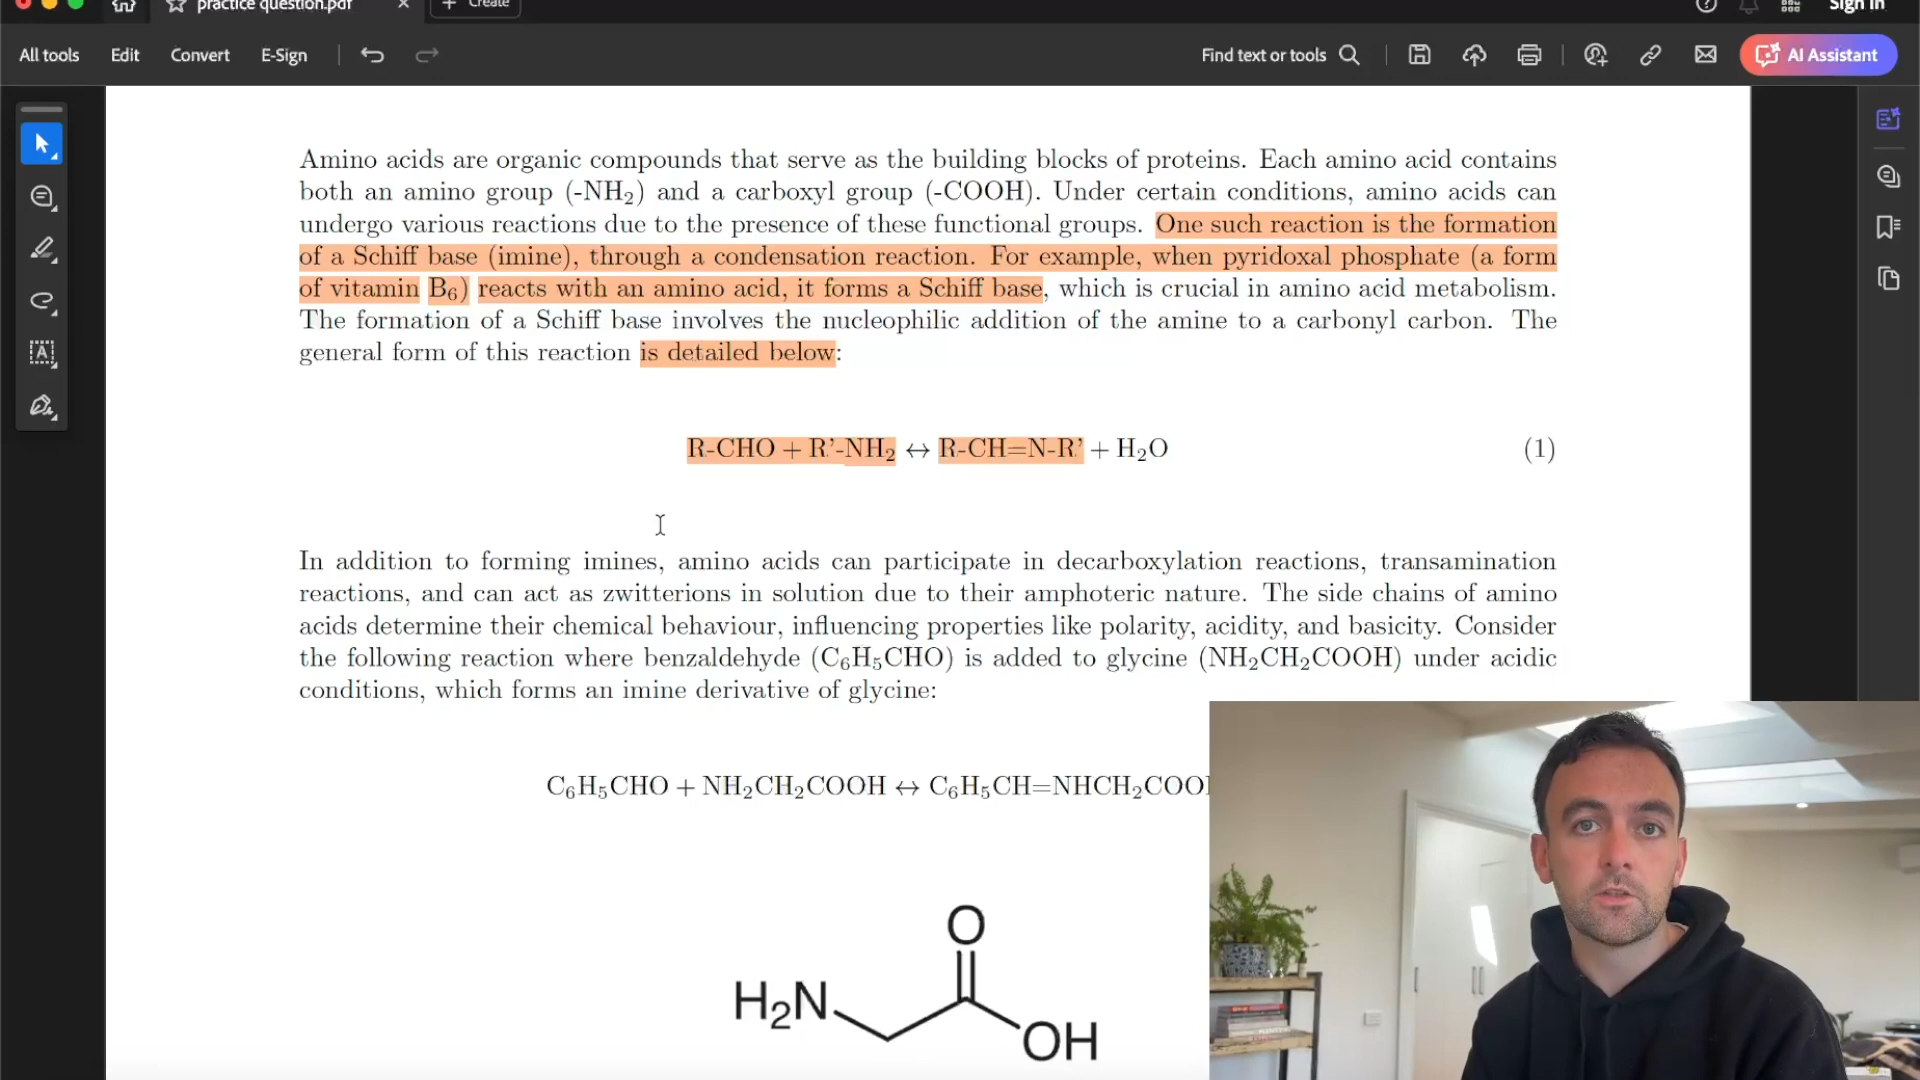 practice question.pdf
Create
Sign in
All tools Edit Convert E-Sign Find text or tools AI Assistant
Amino acids are organic compounds that serve as the building blocks of proteins. Each amino acid contains
both an amino group (-NH₂) and a carboxyl group (-COOH). Under certain conditions, amino acids can
undergo various reactions due to the presence of these functional groups. One such reaction is the formation
of a Schiff base (imine), through a condensation reaction. For example, when pyridoxal phosphate (a form
of vitamin B₆) reacts with an amino acid, it forms a Schiff base, which is crucial in amino acid metabolism.
The formation of a Schiff base involves the nucleophilic addition of the amine to a carbonyl carbon. The
general form of this reaction is detailed below:
R-CHO + R'-NH₂ ↔ R-CH=N-R' + H₂O (1)
In addition to forming imines, amino acids can participate in decarboxylation reactions, transamination
reactions, and can act as zwitterions in solution due to their amphoteric nature. The side chains of amino
acids determine their chemical behaviour, influencing properties like polarity, acidity, and basicity. Consider
the following reaction where benzaldehyde (C₆H₅CHO) is added to glycine (NH₂CH₂COOH) under acidic
conditions, which forms an imine derivative of glycine:
C₆H₅CHO + NH₂CH₂COOH ↔ C₆H₅CH=NHCH₂COO
O
H₂N
OH